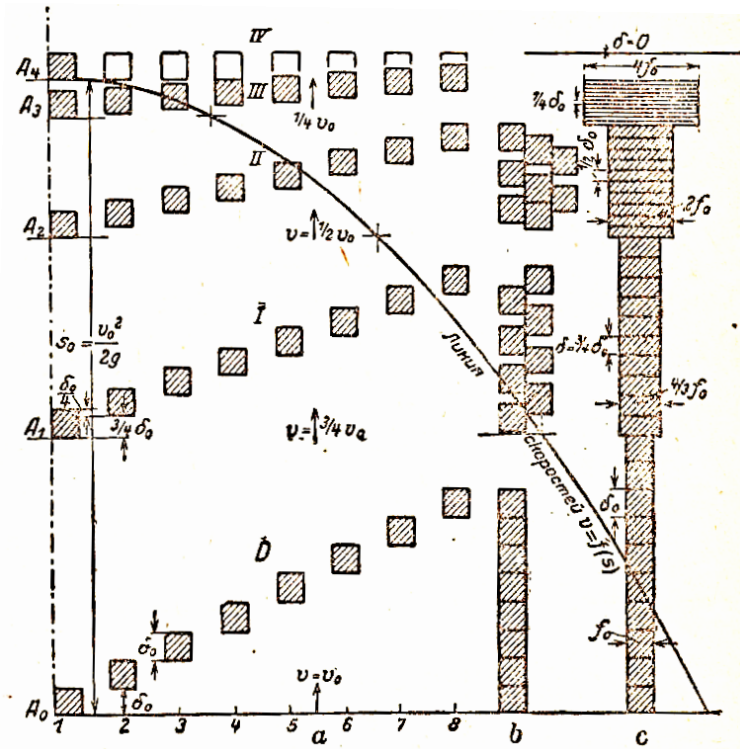 IV
δ=0
A₄
4f₀
III
A₃
1/4 δ₀
1/4 v₀
II
1/2 δ₀
A₂
v=1/2 v₀
2f₀
I
s₀ = v₀²/2g
Линия
δ=3/4 δ₀
δ₀/4
4/3 f₀
A₁
3/4 δ₀
v=3/4 v₀
скоростей v=f(s)
δ₀
δ₀
f₀
δ₀
v=v₀
A₀
1 2 3 4 5 a 6 7 8 b c